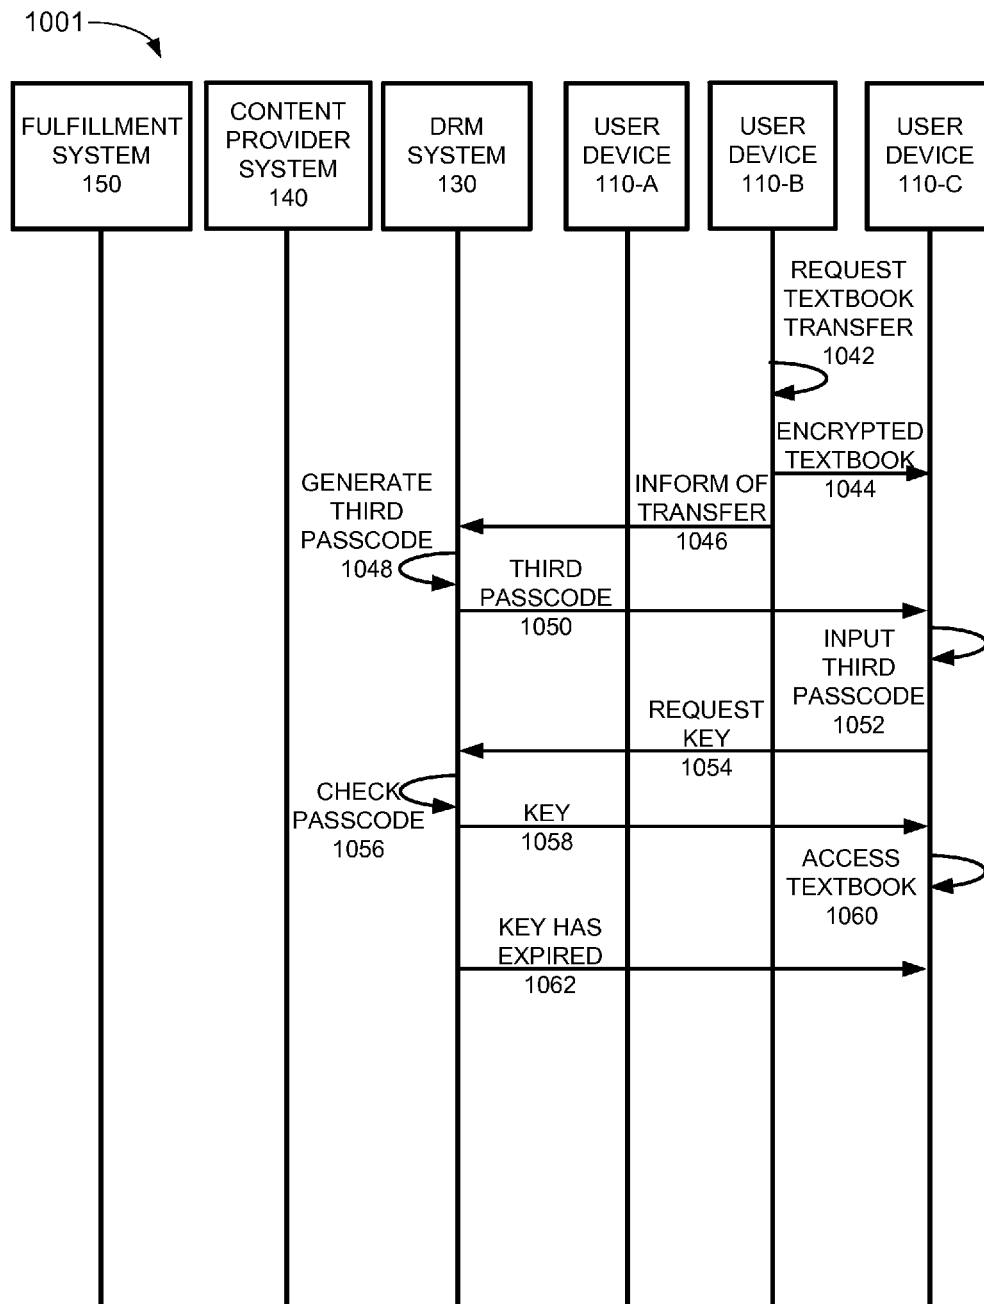 1001
FULFILLMENT
SYSTEM
150
CONTENT
PROVIDER
SYSTEM
140
DRM
SYSTEM
130
USER
DEVICE
110-A
USER
DEVICE
110-B
USER
DEVICE
110-C
REQUEST
TEXTBOOK
TRANSFER
1042
ENCRYPTED
TEXTBOOK
1044
INFORM OF
TRANSFER
1046
GENERATE
THIRD
PASSCODE
1048
THIRD
PASSCODE
1050
INPUT
THIRD
PASSCODE
1052
REQUEST
KEY
1054
CHECK
PASSCODE
1056
KEY
1058
ACCESS
TEXTBOOK
1060
KEY HAS
EXPIRED
1062